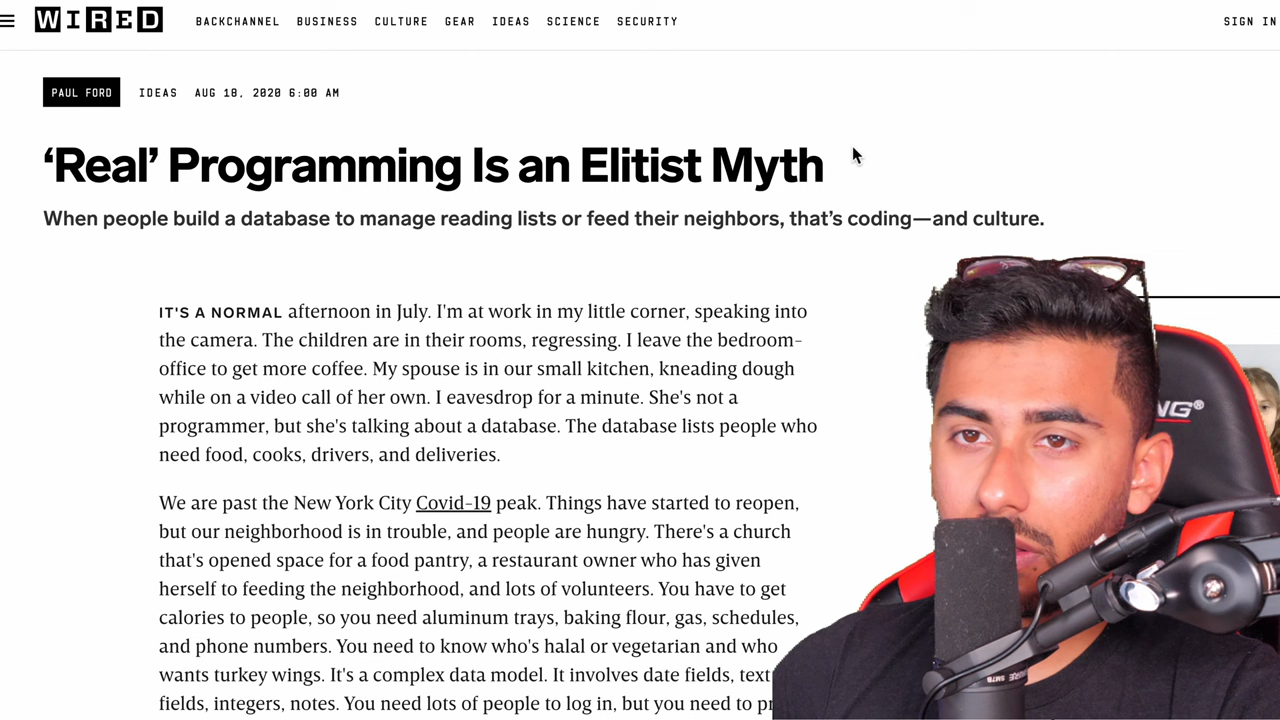 WIRED
BACKCHANNEL BUSINESS CULTURE GEAR IDEAS SCIENCE SECURITY
SIGN IN
PAUL FORD IDEAS AUG 18, 2020 6:00 AM
‘Real’ Programming Is an Elitist Myth
When people build a database to manage reading lists or feed their neighbors, that’s coding—and culture.
IT'S A NORMAL afternoon in July. I'm at work in my little corner, speaking into
the camera. The children are in their rooms, regressing. I leave the bedroom-
office to get more coffee. My spouse is in our small kitchen, kneading dough
while on a video call of her own. I eavesdrop for a minute. She's not a
programmer, but she's talking about a database. The database lists people who
need food, cooks, drivers, and deliveries.
We are past the New York City Covid-19 peak. Things have started to reopen,
but our neighborhood is in trouble, and people are hungry. There's a church
that's opened space for a food pantry, a restaurant owner who has given
herself to feeding the neighborhood, and lots of volunteers. You have to get
calories to people, so you need aluminum trays, baking flour, gas, schedules,
and phone numbers. You need to know who's halal or vegetarian and who
wants turkey wings. It's a complex data model. It involves date fields, text
fields, integers, notes. You need lots of people to log in, but you need to
NG®
SM7B